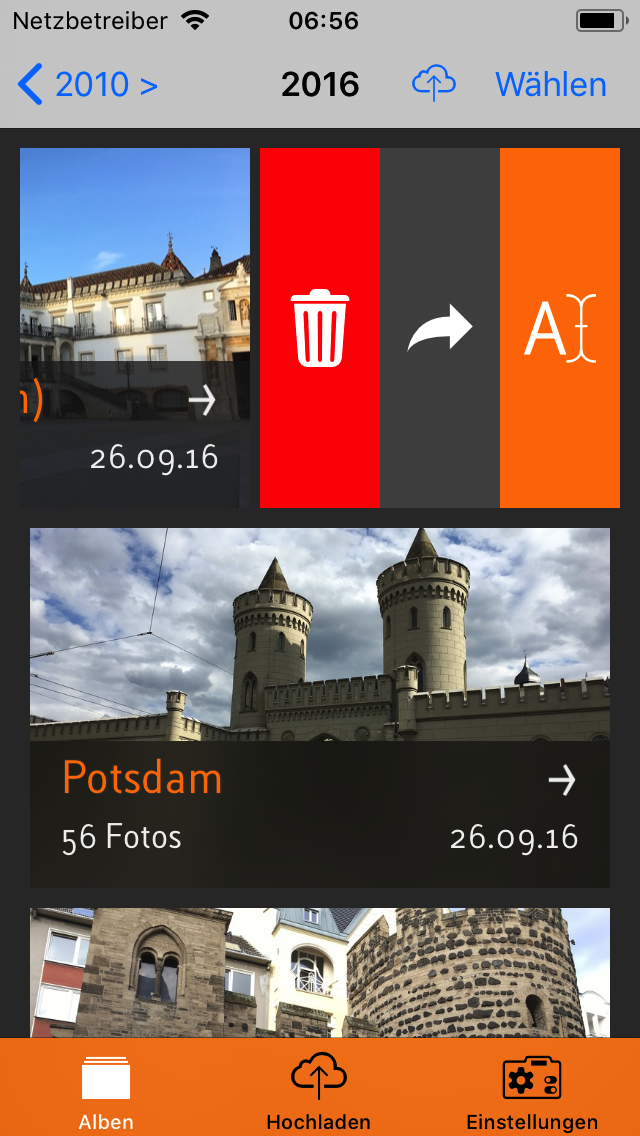 Netzbetreiber 06:56
2010 > 2016 Wählen
A
)
26.09.16
Potsdam
56 Fotos 26.09.16
Alben Hochladen Einstellungen